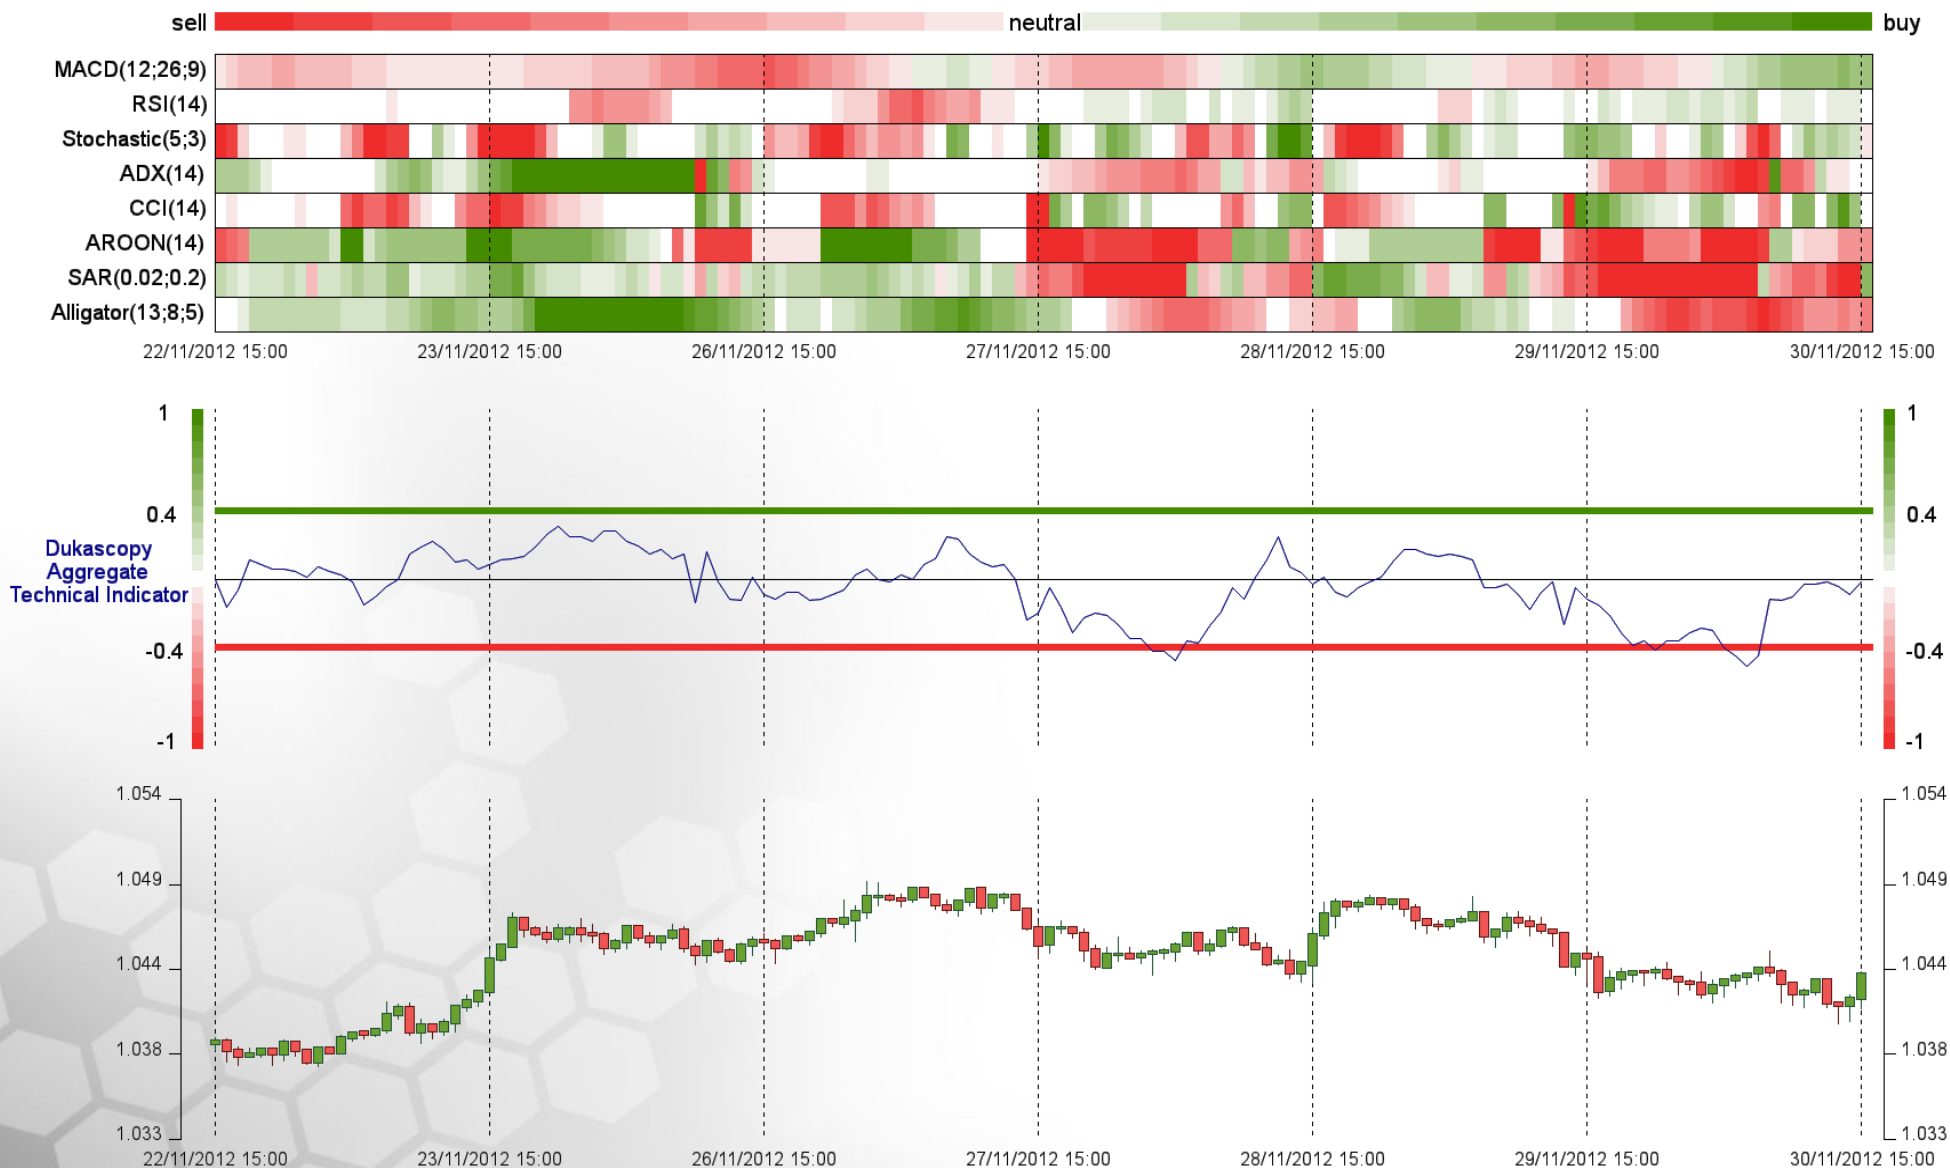 sell neutral buy
MACD(12;26;9)
RSI(14)
Stochastic(5;3)
ADX(14)
CCI(14)
AROON(14)
SAR(0.02;0.2)
Alligator(13;8;5)
22/11/2012 15:00 23/11/2012 15:00 26/11/2012 15:00 27/11/2012 15:00 28/11/2012 15:00 29/11/2012 15:00 30/11/2012 15:00
1 1
0.4 0.4
Dukascopy
Aggregate
Technical Indicator
-0.4 -0.4
-1 -1
1.054 1.054
1.049 1.049
1.044 1.044
1.038 1.038
1.033 1.033
22/11/2012 15:00 23/11/2012 15:00 26/11/2012 15:00 27/11/2012 15:00 28/11/2012 15:00 29/11/2012 15:00 30/11/2012 15:00